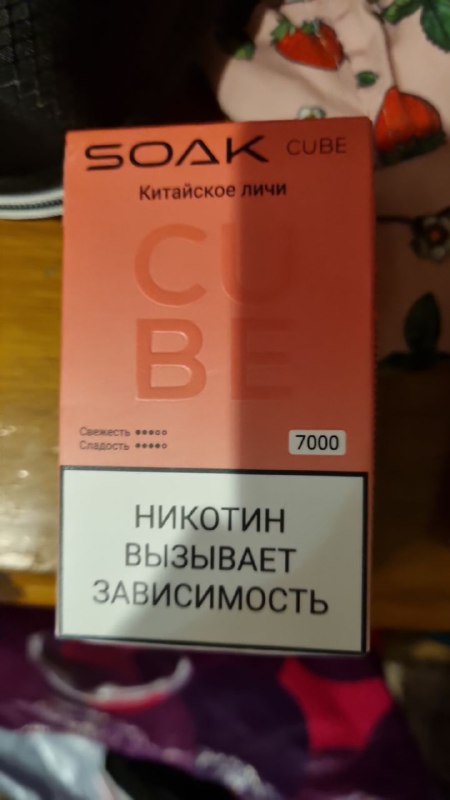 SOAK CUBE
Китайское личи
CU
BE
Свежесть
Сладость
7000
НИКОТИН
ВЫЗЫВАЕТ
ЗАВИСИМОСТЬ